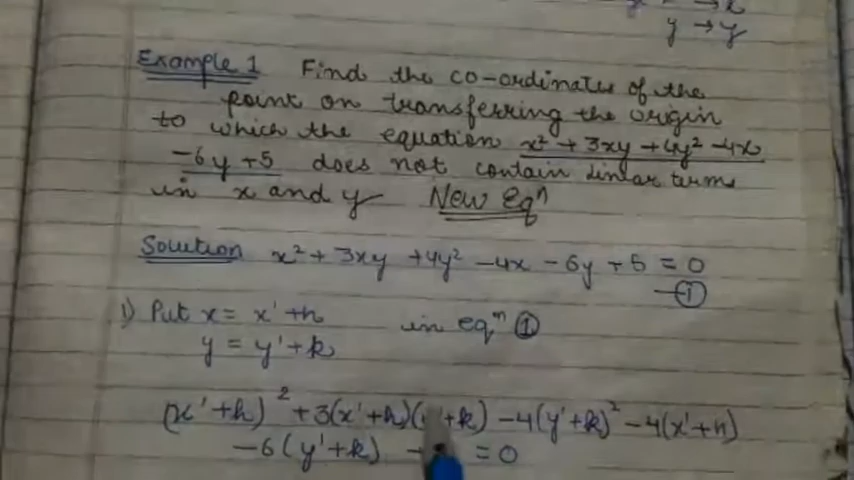 y → y
Example 1 Find the co-ordinates of the
point on transferring the origin
to which the equation x² + 3xy + 4y² - 4x
- 6y + 5 does not contain linear terms
in x and y New Eqⁿ
Solution x² + 3xy + 4y² - 4x - 6y + 5 = 0
— ①
1) Put x = x' + h in eqⁿ ①
y = y' + k
(x' + h)² + 3(x' + h)( + k) - 4(y' + k)² - 4(x' + h)
- 6(y' + k) = 0